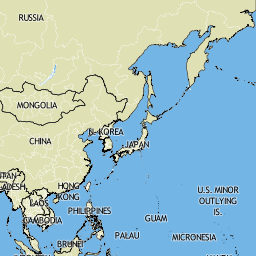 RUSSIA
MONGOLIA
N. KOREA
CHINA
JAPAN
HONG
KONG
LAOS
CAMBODIA
PHILIPPINES
U.S. MINOR
OUTLYING
IS.
GUAM
PALAU
MICRONESIA
BRUNEI